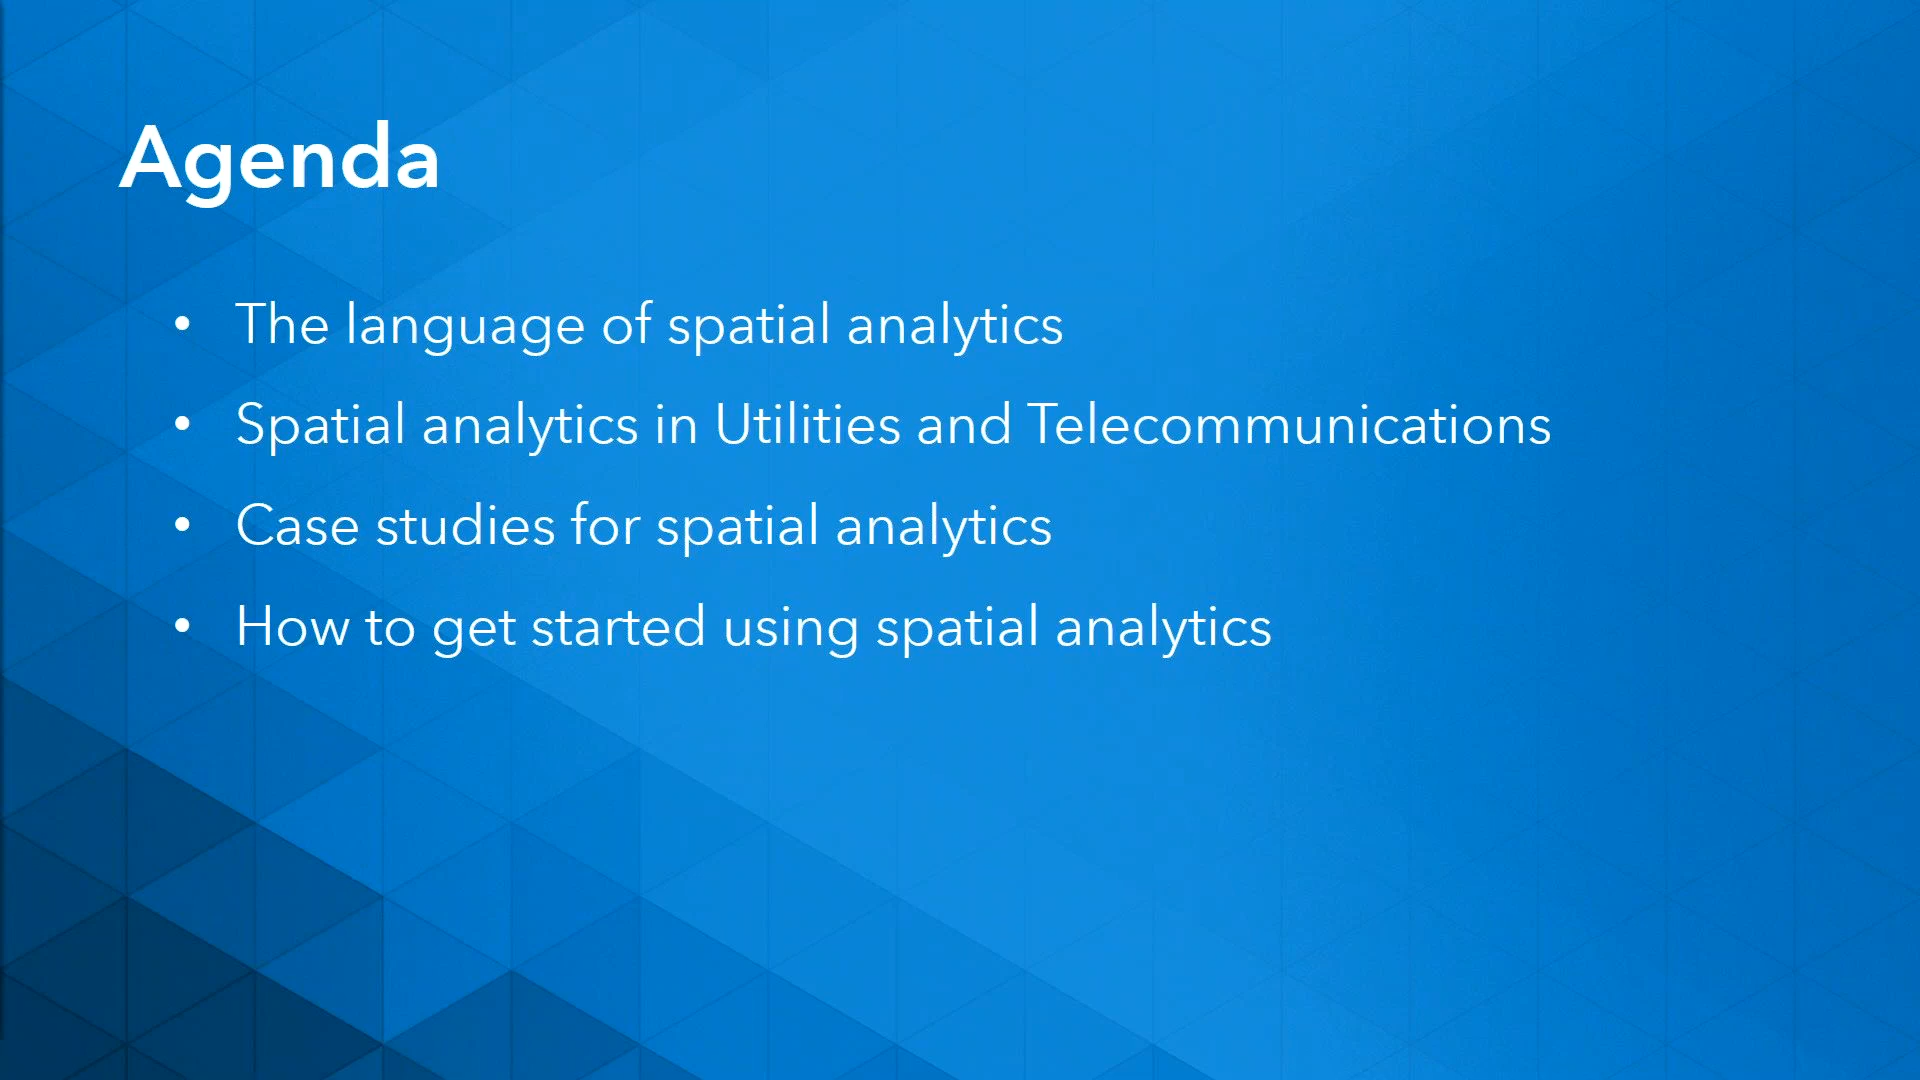 Agenda
• The language of spatial analytics
• Spatial analytics in Utilities and Telecommunications
• Case studies for spatial analytics
• How to get started using spatial analytics